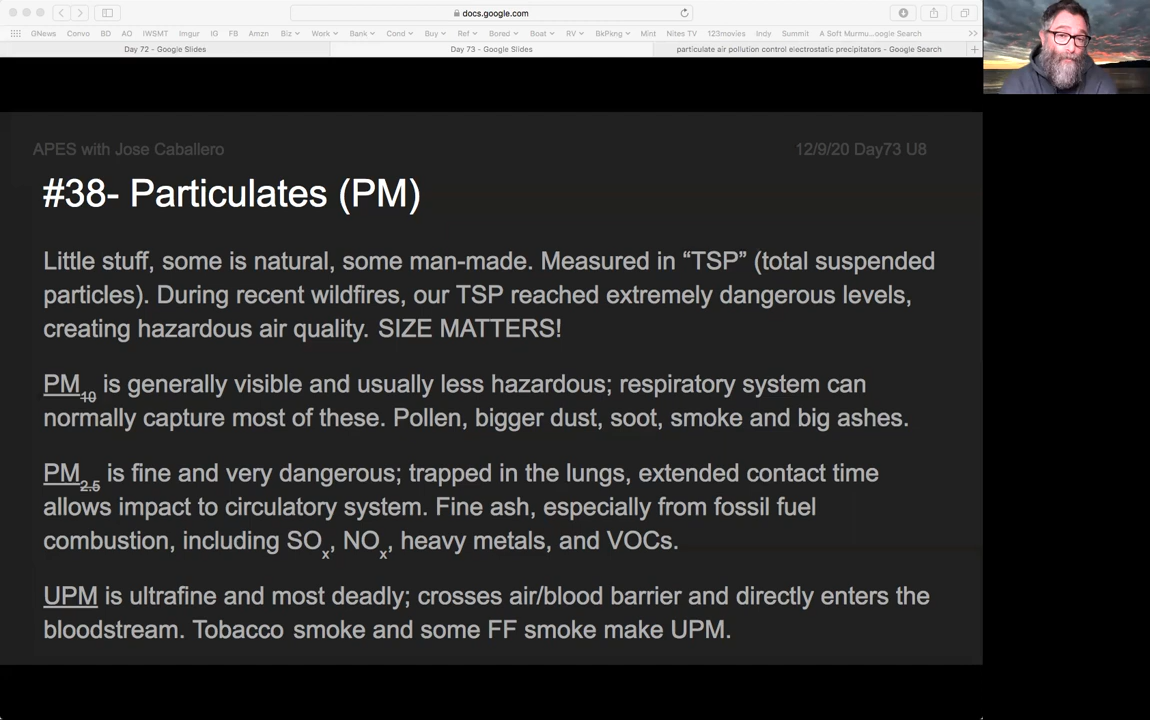 docs.google.com
GNews Convo BD AO IWSMT Imgur IG FB Amzn Biz Work Bank Cond Buy Ref Bored Boat RV BkPkng Mint Nites TV 123movies Indy Summit A Soft Murmu...oogle Search
Day 72 - Google Slides Day 73 - Google Slides particulate air pollution control electrostatic precipitators - Google Search
APES with Jose Caballero 12/9/20 Day73 U8
#38- Particulates (PM)
Little stuff, some is natural, some man-made. Measured in “TSP” (total suspended
particles). During recent wildfires, our TSP reached extremely dangerous levels,
creating hazardous air quality. SIZE MATTERS!
PM10 is generally visible and usually less hazardous; respiratory system can
normally capture most of these. Pollen, bigger dust, soot, smoke and big ashes.
PM2.5 is fine and very dangerous; trapped in the lungs, extended contact time
allows impact to circulatory system. Fine ash, especially from fossil fuel
combustion, including SOx, NOx, heavy metals, and VOCs.
UPM is ultrafine and most deadly; crosses air/blood barrier and directly enters the
bloodstream. Tobacco smoke and some FF smoke make UPM.